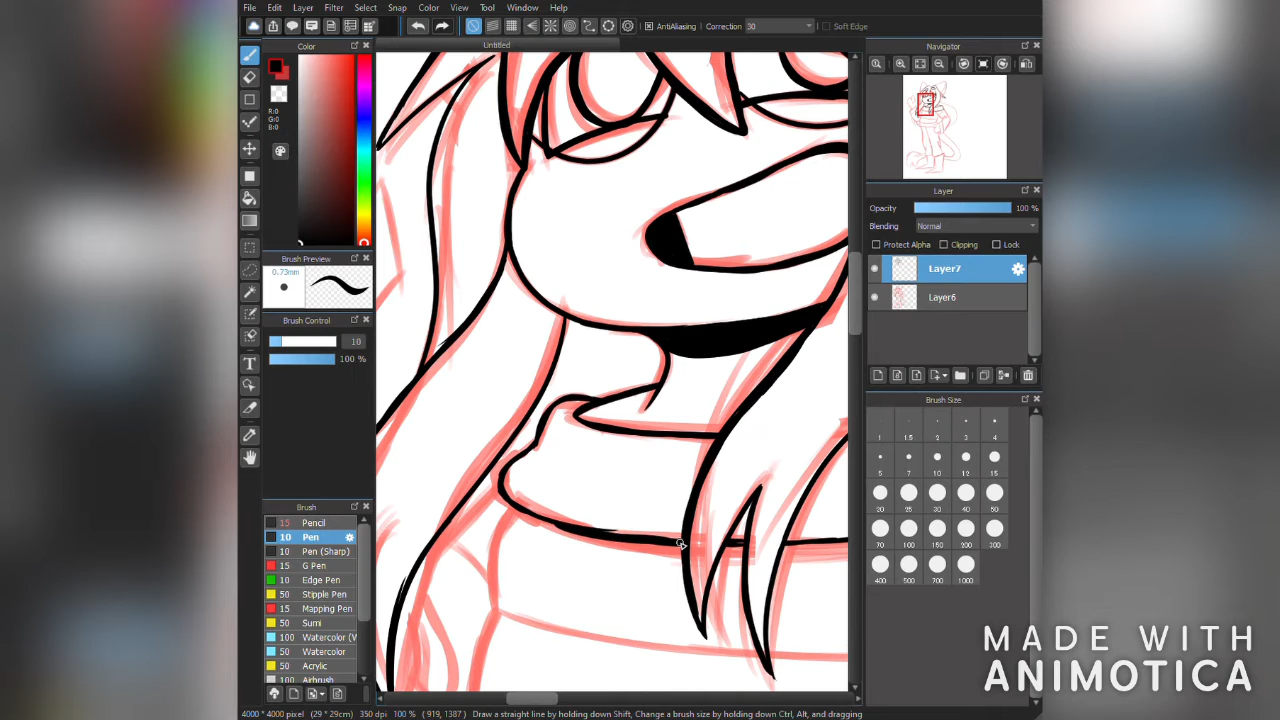 File Edit Layer Filter Select Snap Color View Tool Window Help
AntiAliasing Correction 30 Soft Edge
Untitled
Color
R:0
G:0
B:0
Brush Preview
0.73mm
Brush Control
10
100 %
Brush
15 Pencil
10 Pen
10 Pen (Sharp)
15 G Pen
10 Edge Pen
50 Stipple Pen
15 Mapping Pen
50 Sumi
100 Watercolor (W
50 Watercolor
50 Acrylic
100 Airbrush
Navigator
Layer
Opacity 100 %
Blending Normal
Protect Alpha Clipping Lock
Layer7
Layer6
Brush Size
1 1.5 2 3 4
5 7 10 12 15
20 25 30 40 50
70 100 150 200 300
400 500 700 1000
4000 * 4000 pixel (29 * 29cm) 350 dpi 100 % ( 919, 1387 ) Draw a straight line by holding down Shift, Change a brush size by holding down Ctrl, Alt, and dragging
MADE WITH
ANIMOTICA